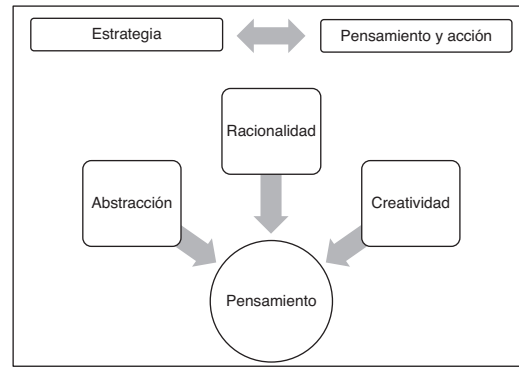 Estrategia
Pensamiento y acción
Racionalidad
Abstracción
Creatividad
Pensamiento